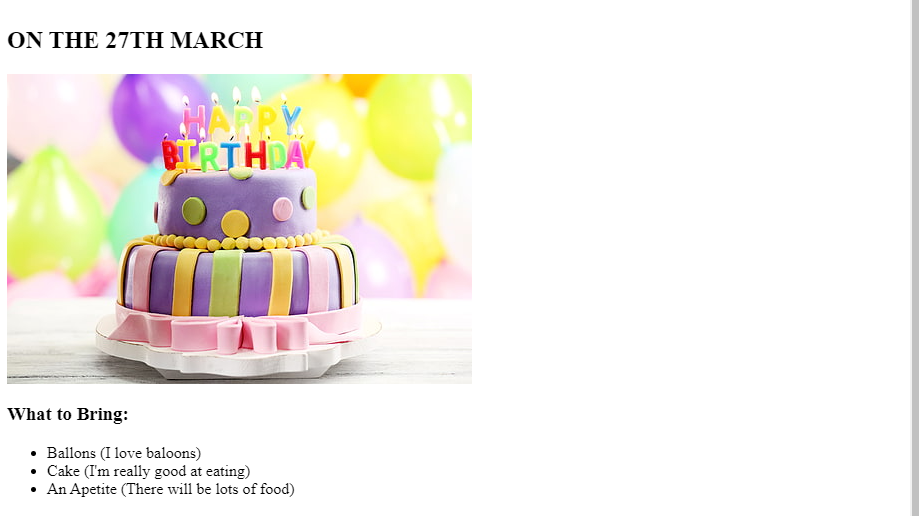 ON THE 27TH MARCH
HAPPY
BIRTHDAY
What to Bring:
Ballons (I love baloons)
Cake (I'm really good at eating)
An Apetite (There will be lots of food)